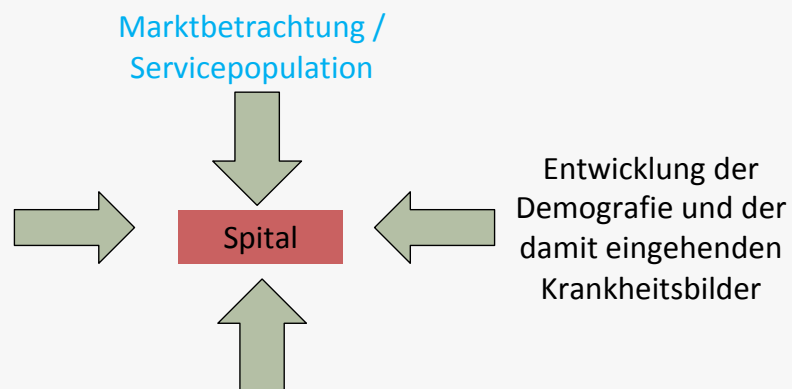 Marktbetrachtung /
Servicepopulation
Spital
Entwicklung der
Demografie und der
damit eingehenden
Krankheitsbilder